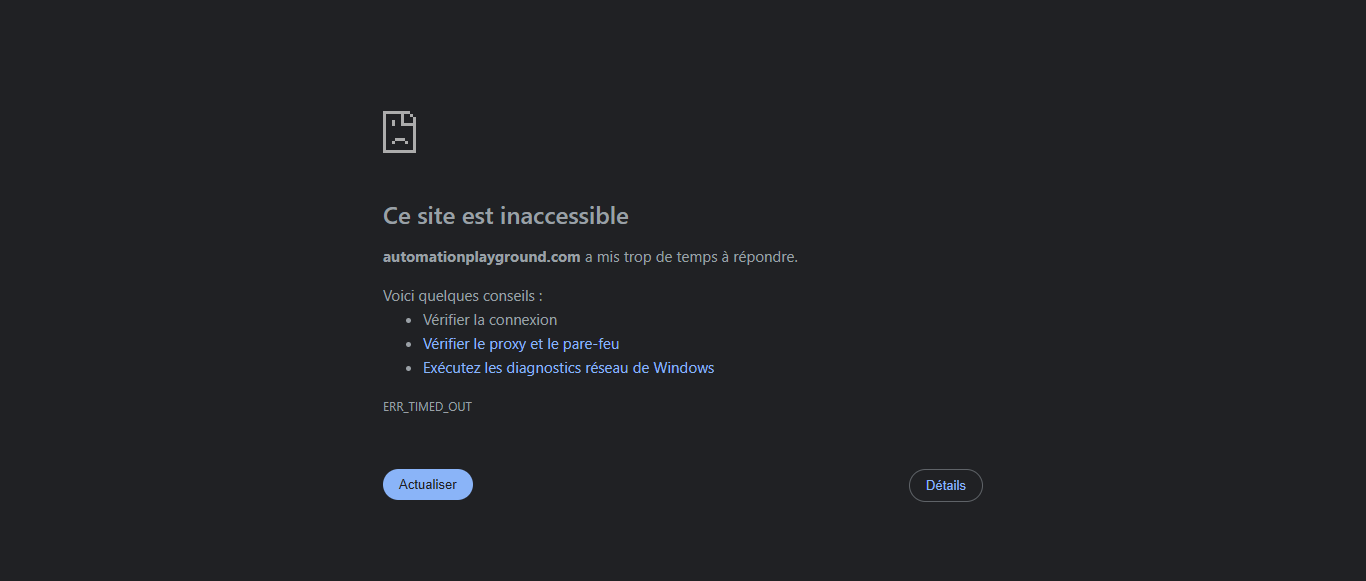 Ce site est inaccessible
automationplayground.com a mis trop de temps à répondre.
Voici quelques conseils :
Vérifier la connexion
Vérifier le proxy et le pare-feu
Exécutez les diagnostics réseau de Windows
ERR_TIMED_OUT
Actualiser
Détails